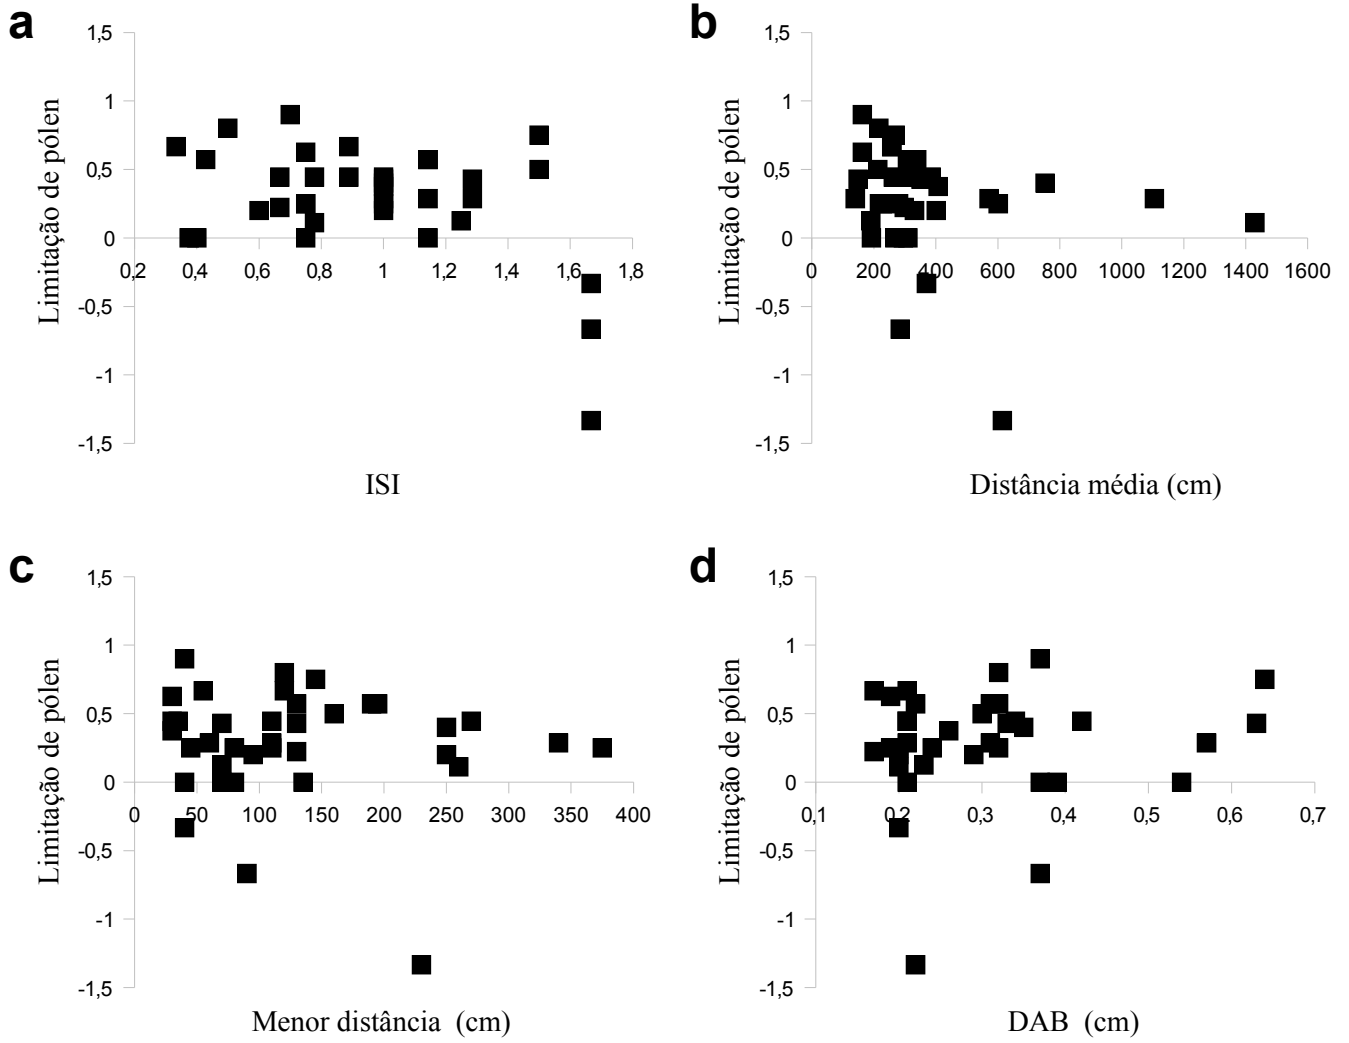 a
1,5
1
0,5
0
-0,5
-1
-1,5
0,2 0,4 0,6 0,8 1 1,2 1,4 1,6 1,8
Limitação de pólen
ISI
b
1,5
1
0,5
0
-0,5
-1
-1,5
0 200 400 600 800 1000 1200 1400 1600
Limitação de pólen
Distância média (cm)
c
1,5
1
0,5
0
-0,5
-1
-1,5
0 50 100 150 200 250 300 350 400
Limitação de pólen
Menor distância (cm)
d
1,5
1
0,5
0
-0,5
-1
-1,5
0,1 0,2 0,3 0,4 0,5 0,6 0,7
Limitação de pólen
DAB (cm)